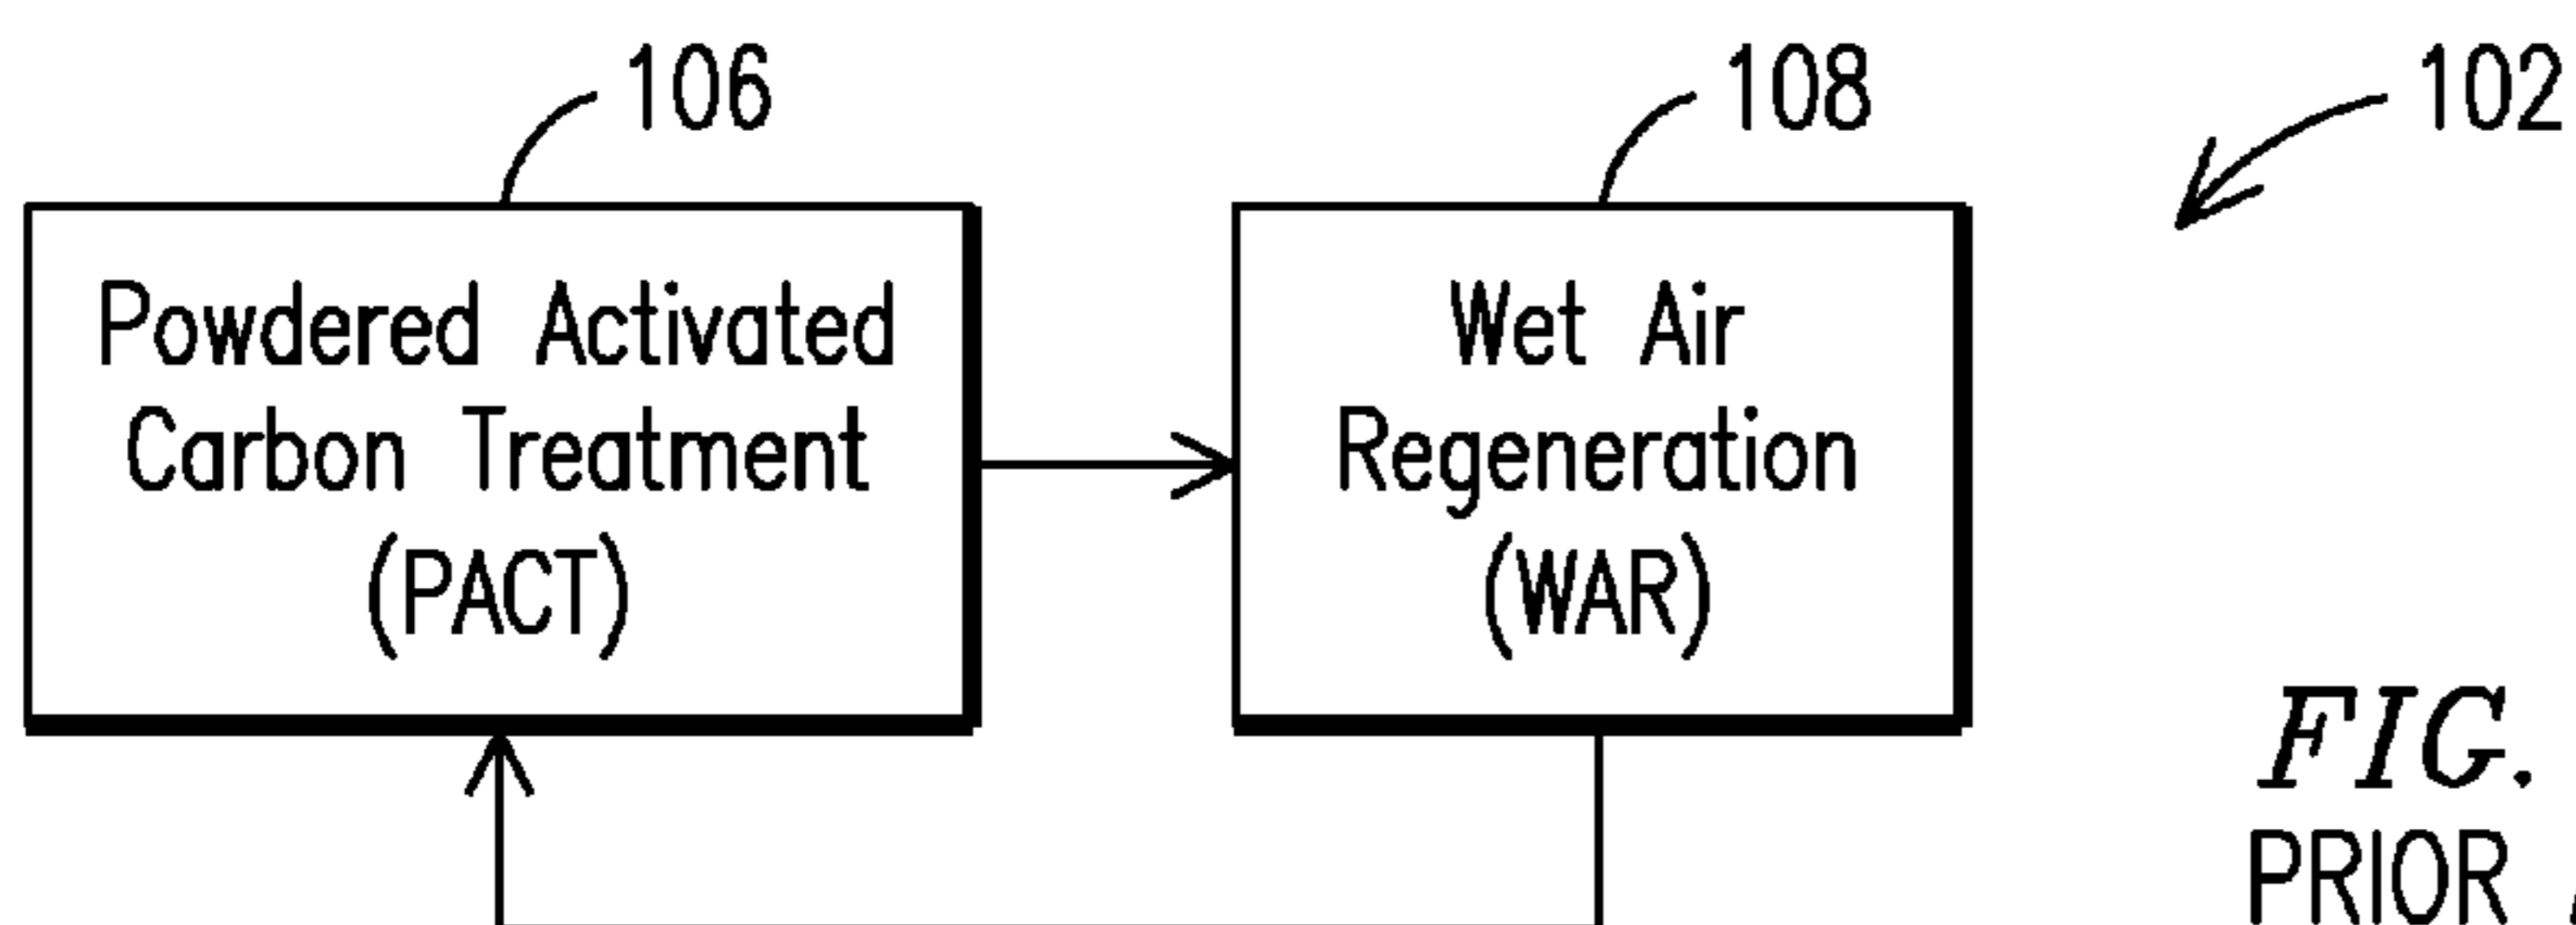 106
108
102
Powdered Activated
Carbon Treatment
(PACT)
Wet Air
Regeneration
(WAR)
FIG.
PRIOR